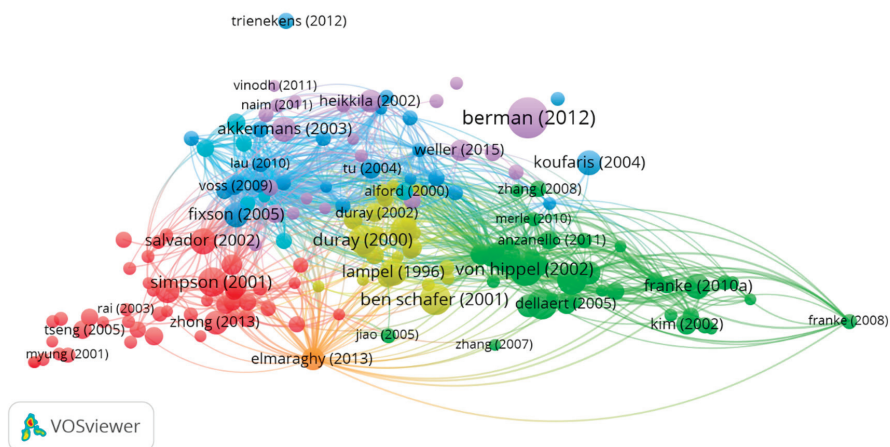 trienekens (2012)
vinodh (2011)
naim (2011)
heikkila (2002)
berman (2012)
akkermans (2003)
weller (2015)
lau (2010)
tu (2004)
koufaris (2004)
voss (2009)
alford (2000)
zhang (2008)
fixson (2005)
duray (2002)
merle (2010)
salvador (2002)
duray (2000)
anzanello (2011)
simpson (2001)
lampel (1996)
von hippel (2002)
franke (2010a)
ben schafer (2001)
dellaert (2005)
rai (2003)
zhong (2013)
kim (2002)
franke (2008)
tseng (2005)
jiao (2005)
zhang (2007)
myung (2001)
elmaraghy (2013)
VOSviewer